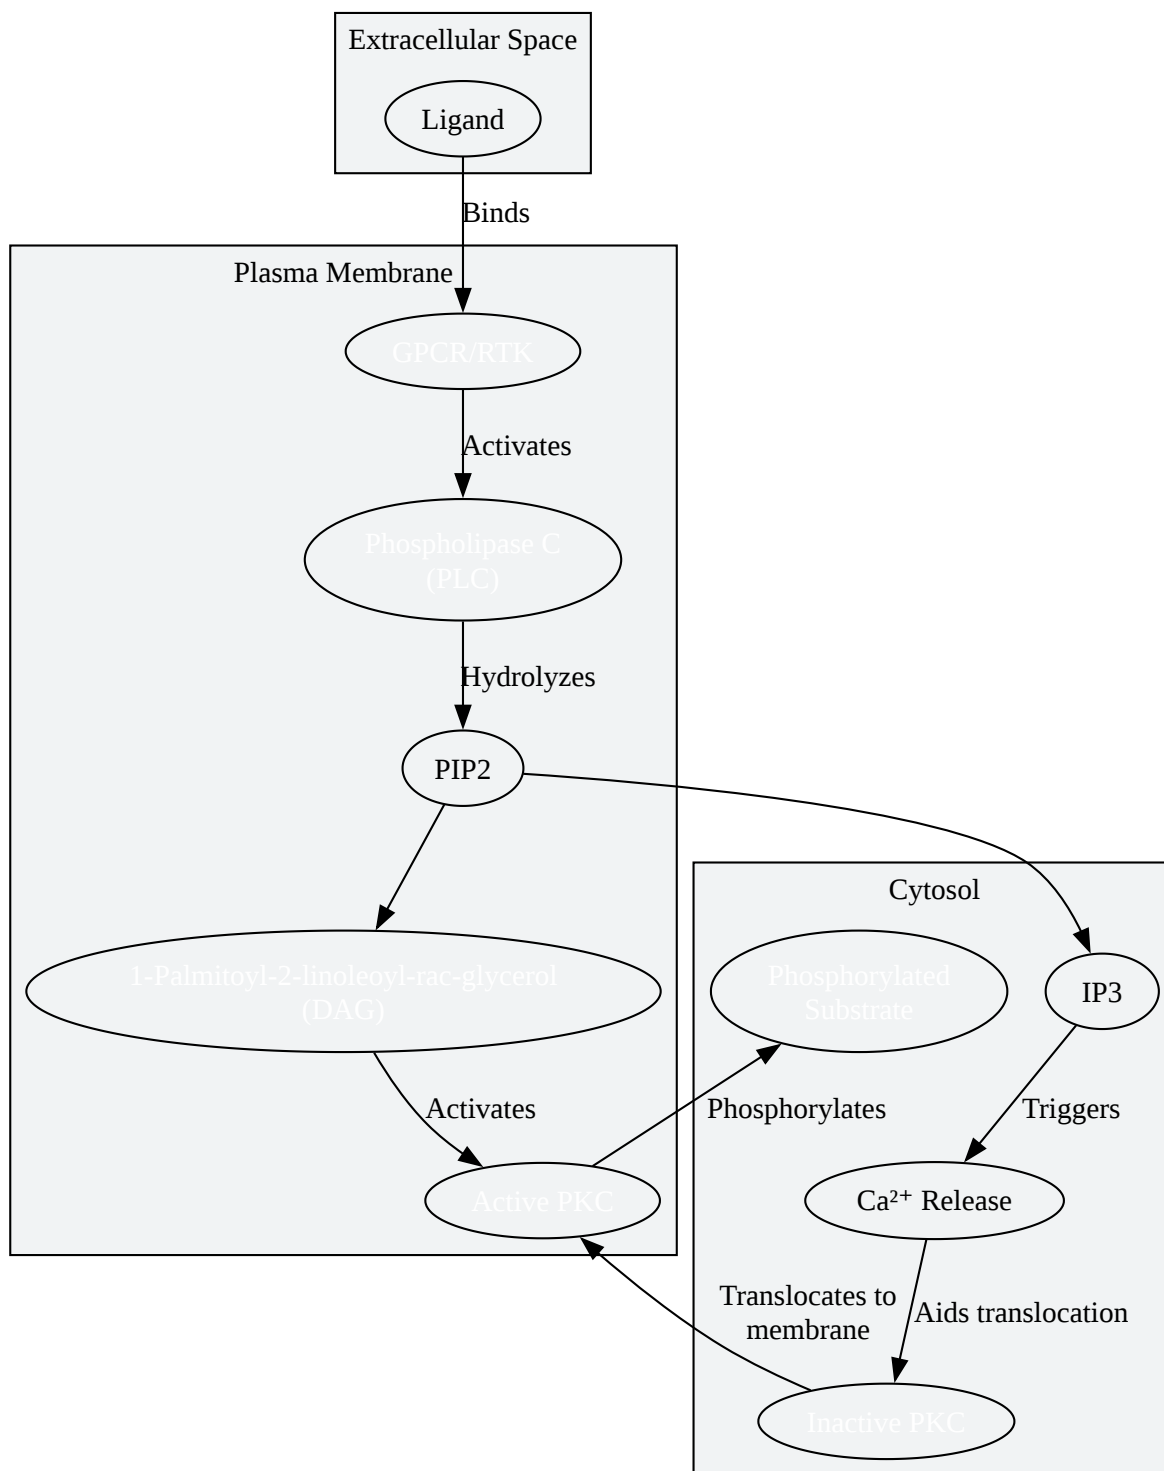 Extracellular Space
Ligand
Binds
Plasma Membrane
GPCR/RTK
Activates
Phospholipase C
(PLC)
Hydrolyzes
PIP2
Cytosol
1-Palmitoyl-2-linoleoyl-rac-glycerol
(DAG)
Phosphorylated
Substrate
IP3
Activates
Phosphorylates
Triggers
Active PKC
Ca²⁺ Release
Translocates to
membrane
Aids translocation
Inactive PKC